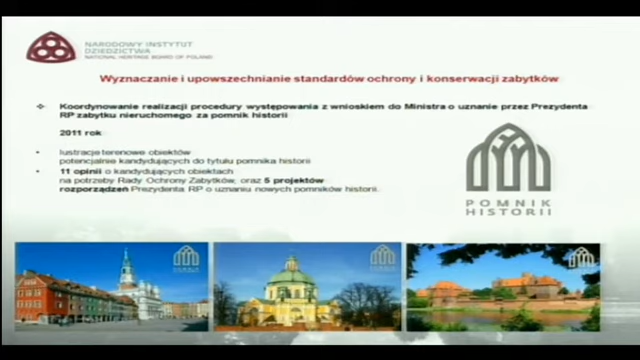 NARODOWY INSTYTUT
DZIEDZICTWA
NATIONAL HERITAGE BOARD OF POLAND
Wyznaczanie i upowszechnianie standardów ochrony i konserwacji zabytków
Koordynowanie realizacji procedury występowania z wnioskiem do Ministra o uznanie przez Prezydenta
RP zabytku nieruchomego za pomnik historii
2011 rok
• lustracje terenowe obiektów
potencjalnie kandydujących do tytułu pomnika historii
• 11 opinii o kandydujących obiektach
na potrzeby Rady Ochrony Zabytków, oraz 5 projektów
rozporządzeń Prezydenta RP o uznaniu nowych pomników historii.
POMNIK
HISTORII